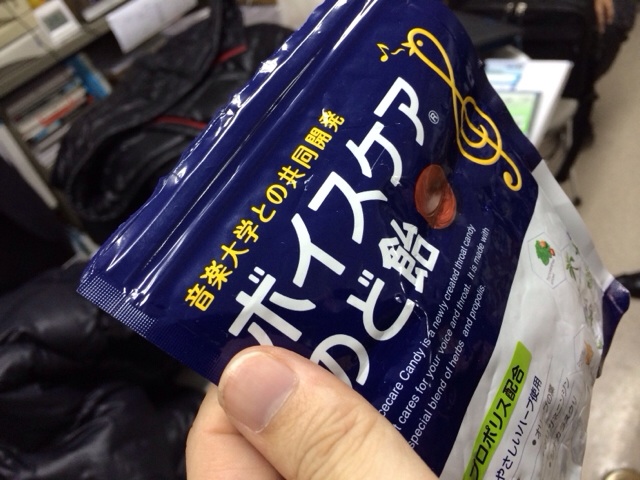 音楽大学との共同開発
ボイスケア®
のど飴
ecare Candy is a newly created throat candy
t cares for your voice and throat. It is made with
special blend of herbs and propolis.
プロポリス配合
やさしいハーブ使用